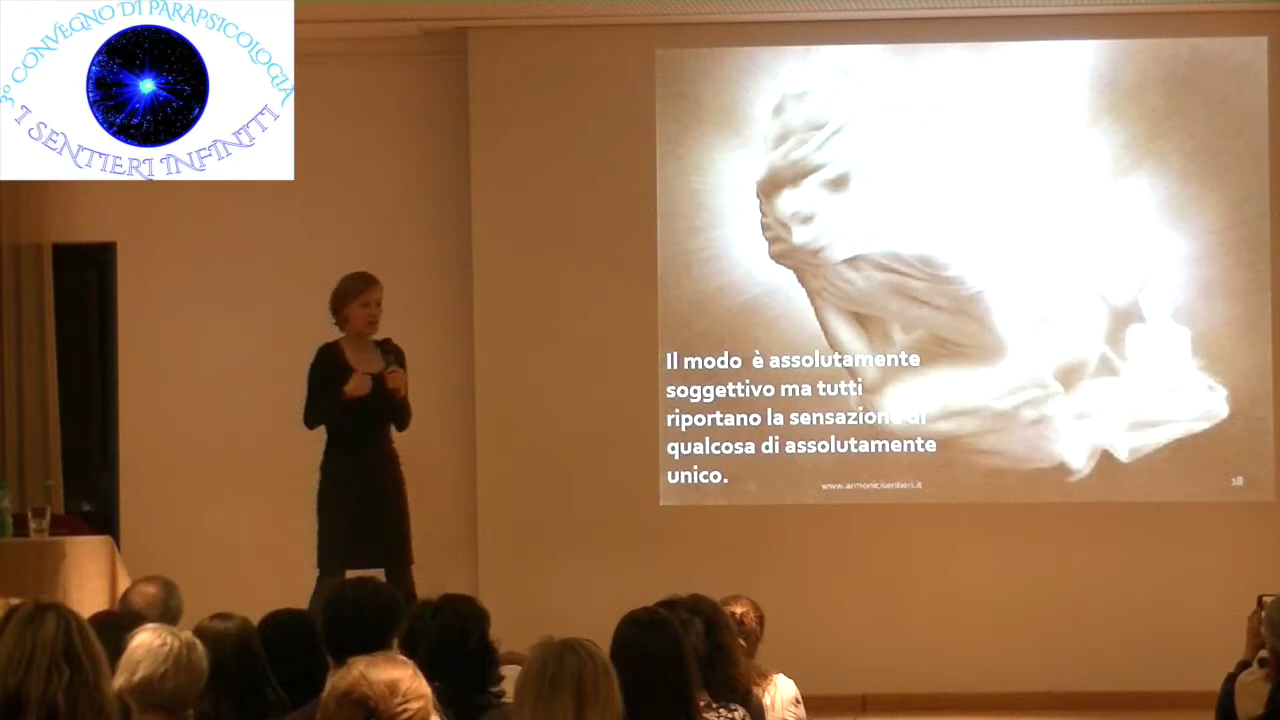 3° CONVEGNO DI PARAPSICOLOGIA
I SENTIERI INFINITI
Il modo è assolutamente
soggettivo ma tutti
riportano la sensazione di
qualcosa di assolutamente
unico.
www.armonicisentieri.it
18